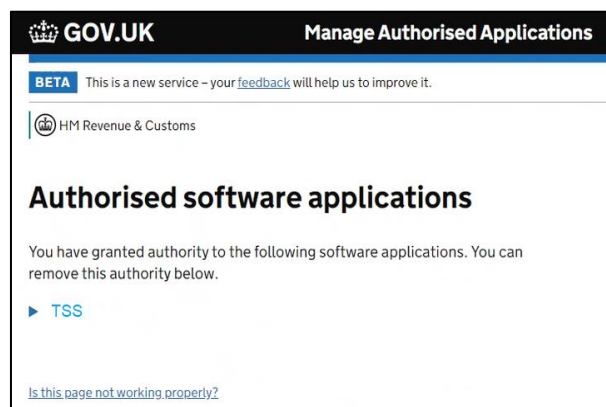 GOV.UK Manage Authorised Applications
BETA This is a new service – your feedback will help us to improve it.
HM Revenue & Customs
Authorised software applications
You have granted authority to the following software applications. You can
remove this authority below.
TSS
Is this page not working properly?